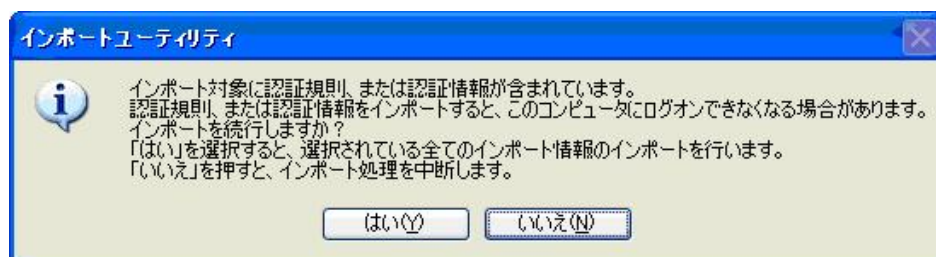 インポートユーティリティ
インポート対象に認証規則、または認証情報が含まれています。
認証規則、または認証情報をインポートすると、このコンピュータにログオンできなくなる場合があります。
インポートを続行しますか？
「はい」を選択すると、選択されている全てのインポート情報のインポートを行います。
「いいえ」を押すと、インポート処理を中断します。
はい(Y) いいえ(N)